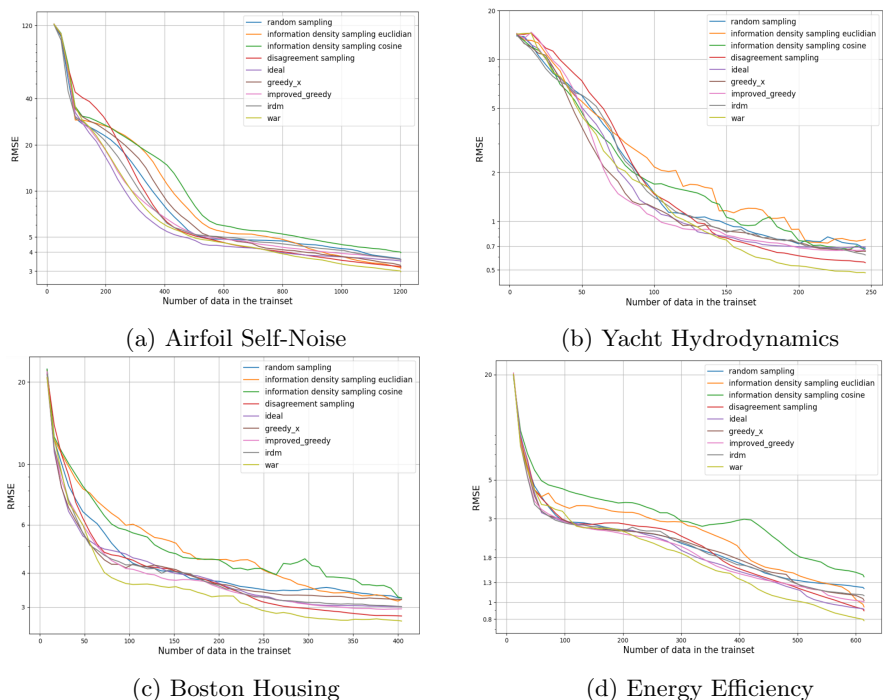 120
40
20
10
5
4
3
RMSE
0
200
400
600
800
1000
1200
Number of data in the trainset
random sampling
information density sampling euclidian
information density sampling cosine
disagreement sampling
ideal
greedy_x
improved_greedy
irdm
war
(a) Airfoil Self-Noise
20
10
5
2
1
0.7
0.5
RMSE
0
50
100
150
200
250
Number of data in the trainset
random sampling
information density sampling euclidian
information density sampling cosine
disagreement sampling
ideal
greedy_x
improved_greedy
irdm
war
(b) Yacht Hydrodynamics
20
10
6
4
3
RMSE
0
50
100
150
200
250
300
350
400
Number of data in the trainset
random sampling
information density sampling euclidian
information density sampling cosine
disagreement sampling
ideal
greedy_x
improved_greedy
irdm
war
(c) Boston Housing
20
5
3
1.8
1.3
1
0.8
RMSE
0
100
200
300
400
500
600
Number of data in the trainset
random sampling
information density sampling euclidian
information density sampling cosine
disagreement sampling
ideal
greedy_x
improved_greedy
irdm
war
(d) Energy Efficiency